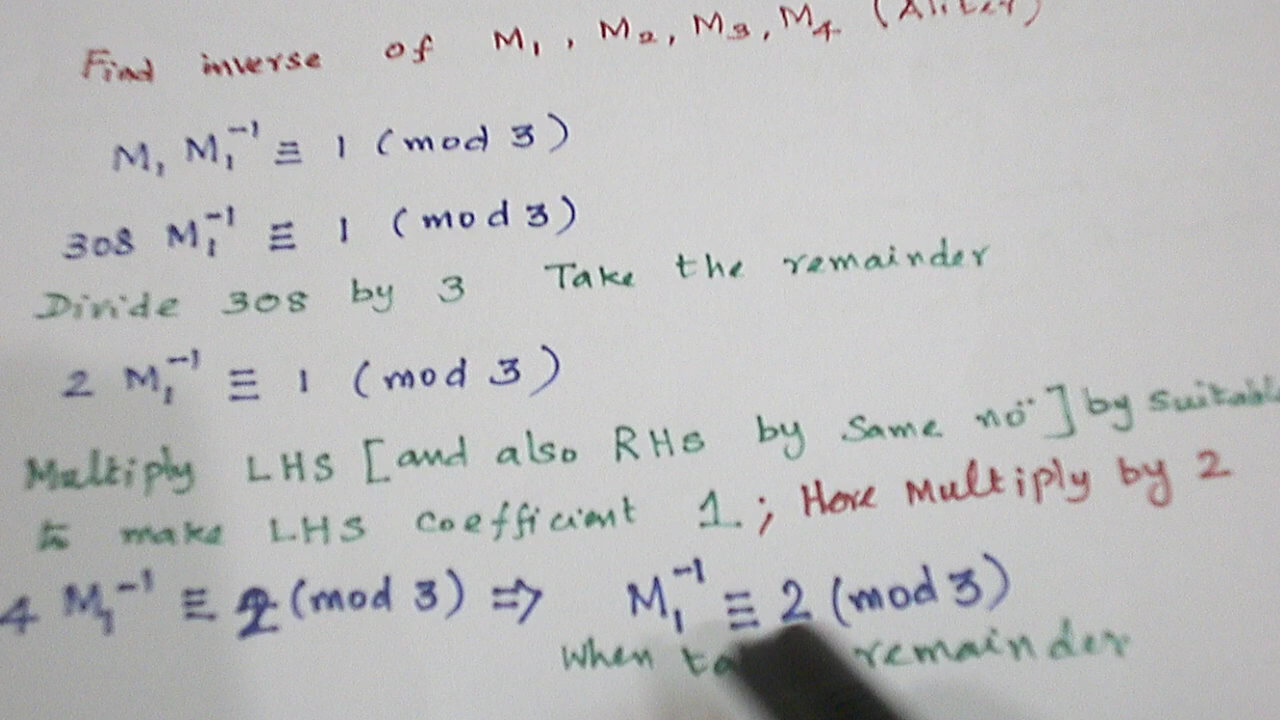 Find inverse of M₁, M₂, M₃, M₄ (Aliter)
M₁ M₁⁻¹ ≡ 1 (mod 3)
308 M₁⁻¹ ≡ 1 (mod 3)
Divide 308 by 3 Take the remainder
2 M₁⁻¹ ≡ 1 (mod 3)
Multiply LHS [and also RHS by Same no] by suitable
to make LHS coefficient 1 ; Here Multiply by 2
4 M₁⁻¹ ≡ 2 (mod 3) ⇒ M₁⁻¹ ≡ 2 (mod 3)
When remainder